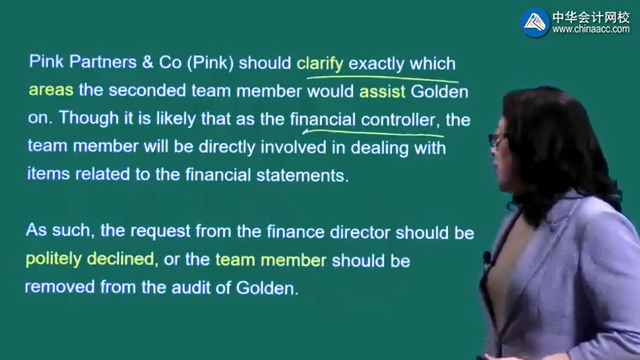 中华会计网校
www.chinaacc.com
Pink Partners & Co (Pink) should clarify exactly which
areas the seconded team member would assist Golden
on. Though it is likely that as the financial controller, the
team member will be directly involved in dealing with
items related to the financial statements.
As such, the request from the finance director should be
politely declined, or the team member should be
removed from the audit of Golden.